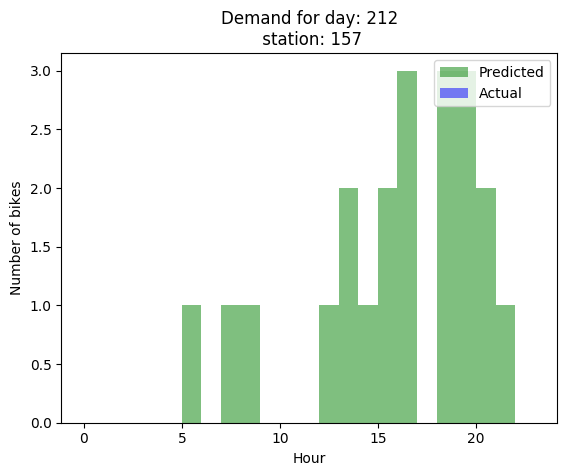 Demand for day: 212
station: 157
Predicted
Actual
Number of bikes
3.0
2.5
2.0
1.5
1.0
0.5
0.0
0 5 10 15 20
Hour